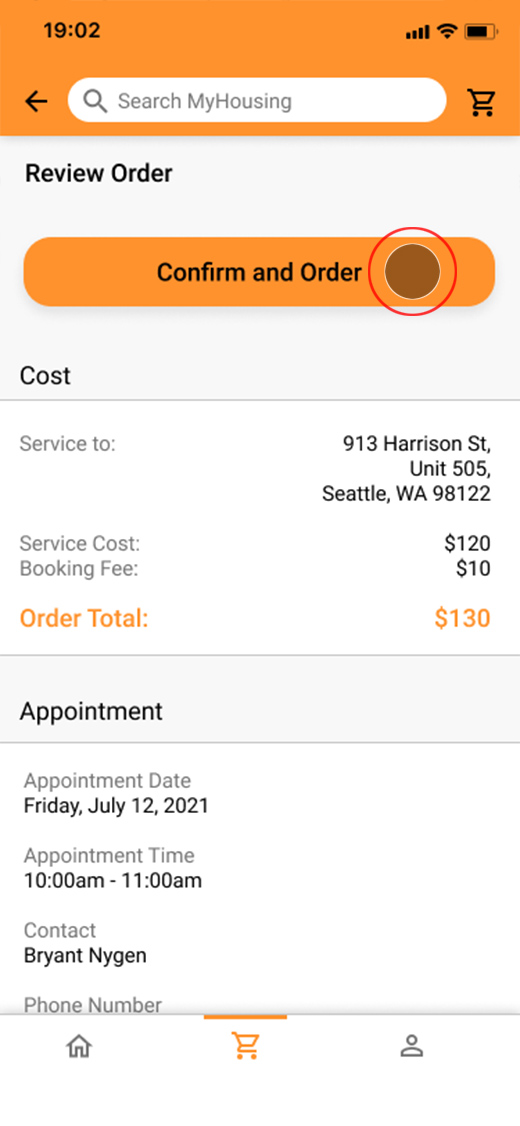 19:02
Search MyHousing
Review Order
Confirm and Order
Cost
Service to:
913 Harrison St,
Unit 505,
Seattle, WA 98122
Service Cost: $120
Booking Fee: $10
Order Total: $130
Appointment
Appointment Date
Friday, July 12, 2021
Appointment Time
10:00am - 11:00am
Contact
Bryant Nygen
Phone Number